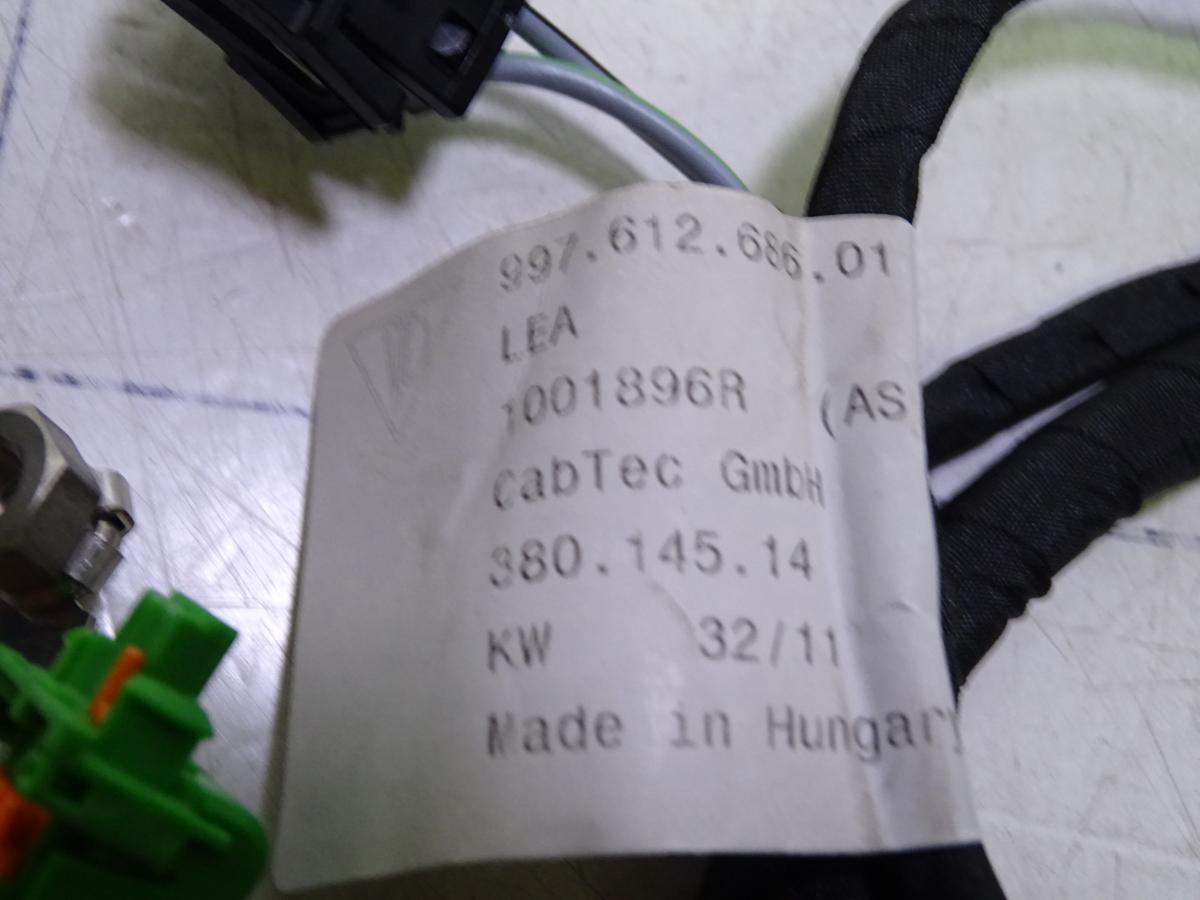 997.612.686.01
LEA
1001896R (AS
CabTec GmbH
380.145.14
KW 32/11
Made in Hungary